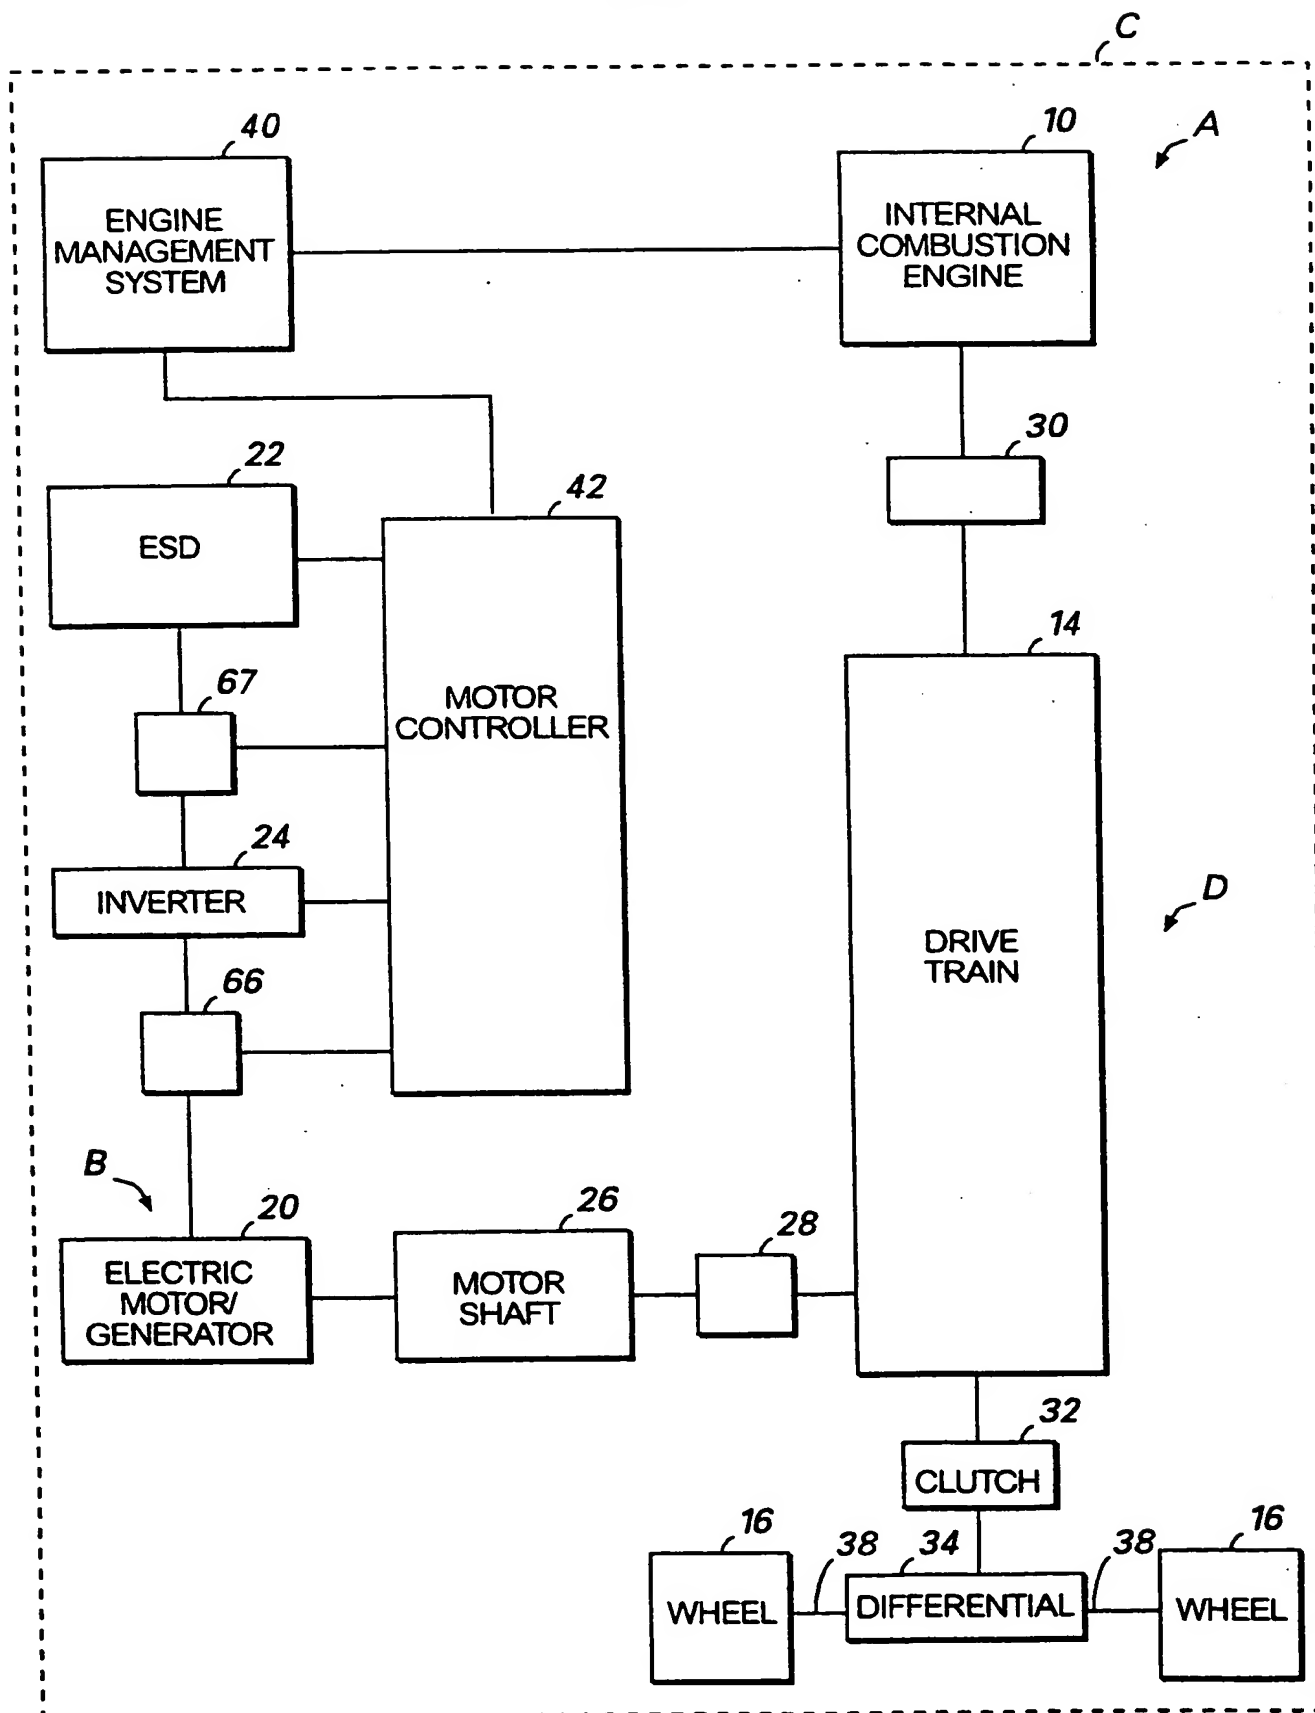 C
40
10
A
ENGINE
MANAGEMENT
SYSTEM
INTERNAL
COMBUSTION
ENGINE
30
22
42
ESD
14
67
MOTOR
CONTROLLER
24
INVERTER
D
DRIVE
TRAIN
66
B
20
26
28
ELECTRIC
MOTOR/
GENERATOR
MOTOR
SHAFT
32
CLUTCH
16
38
34
38
16
WHEEL
DIFFERENTIAL
WHEEL